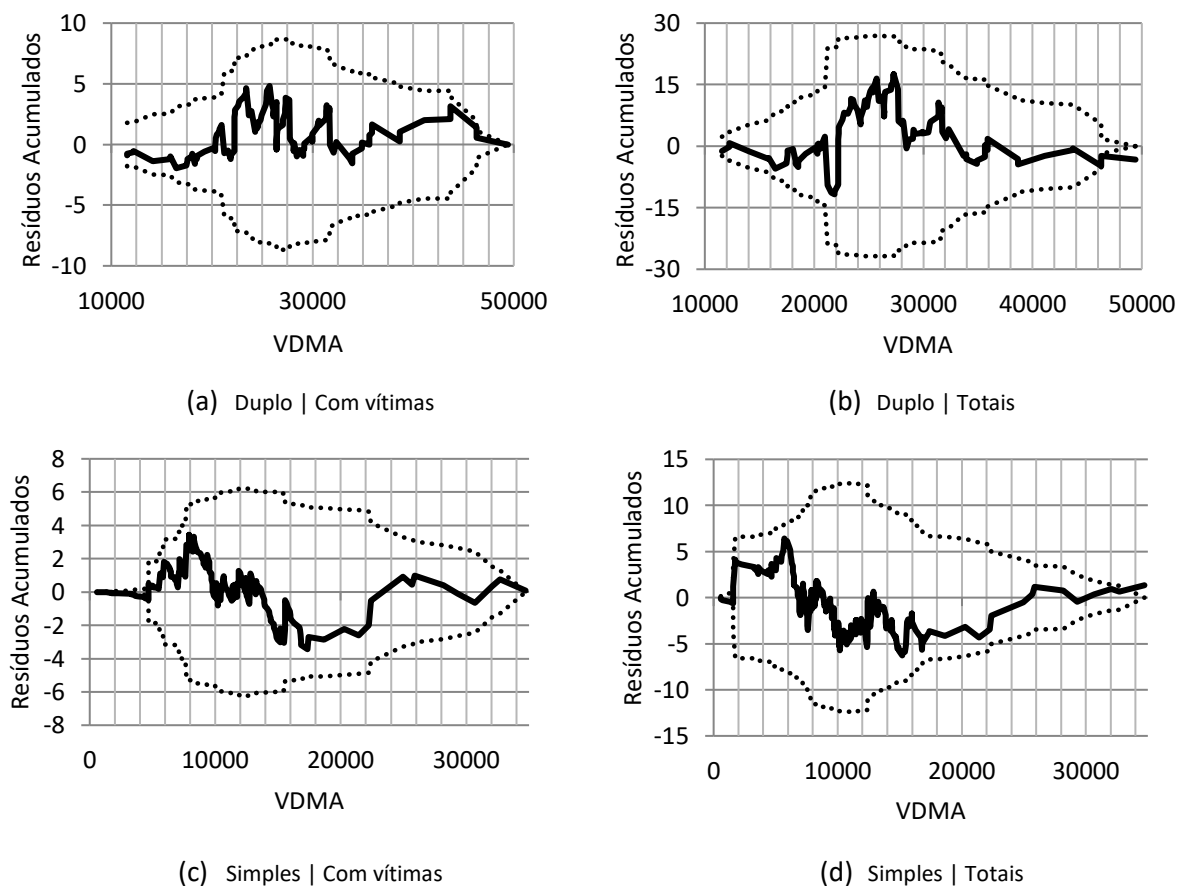 Resíduos Acumulados
10
5
0
-5
-10
10000 30000 50000
VDMA
(a) Duplo | Com vítimas
Resíduos Acumulados
30
15
0
-15
-30
10000 20000 30000 40000 50000
VDMA
(b) Duplo | Totais
Resíduos Acumulados
8
6
4
2
0
-2
-4
-6
-8
0 10000 20000 30000
VDMA
(c) Simples | Com vítimas
Resíduos Acumulados
15
10
5
0
-5
-10
-15
0 10000 20000 30000
VDMA
(d) Simples | Totais